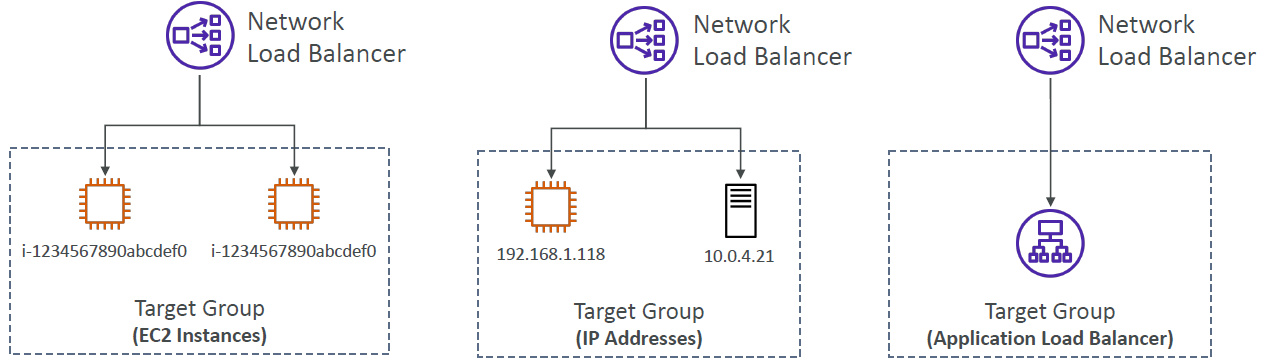 Network
Load Balancer
i-1234567890abcdef0
i-1234567890abcdef0
Target Group
(EC2 Instances)
Network
Load Balancer
192.168.1.118
10.0.4.21
Target Group
(IP Addresses)
Network
Load Balancer
Target Group
(Application Load Balancer)